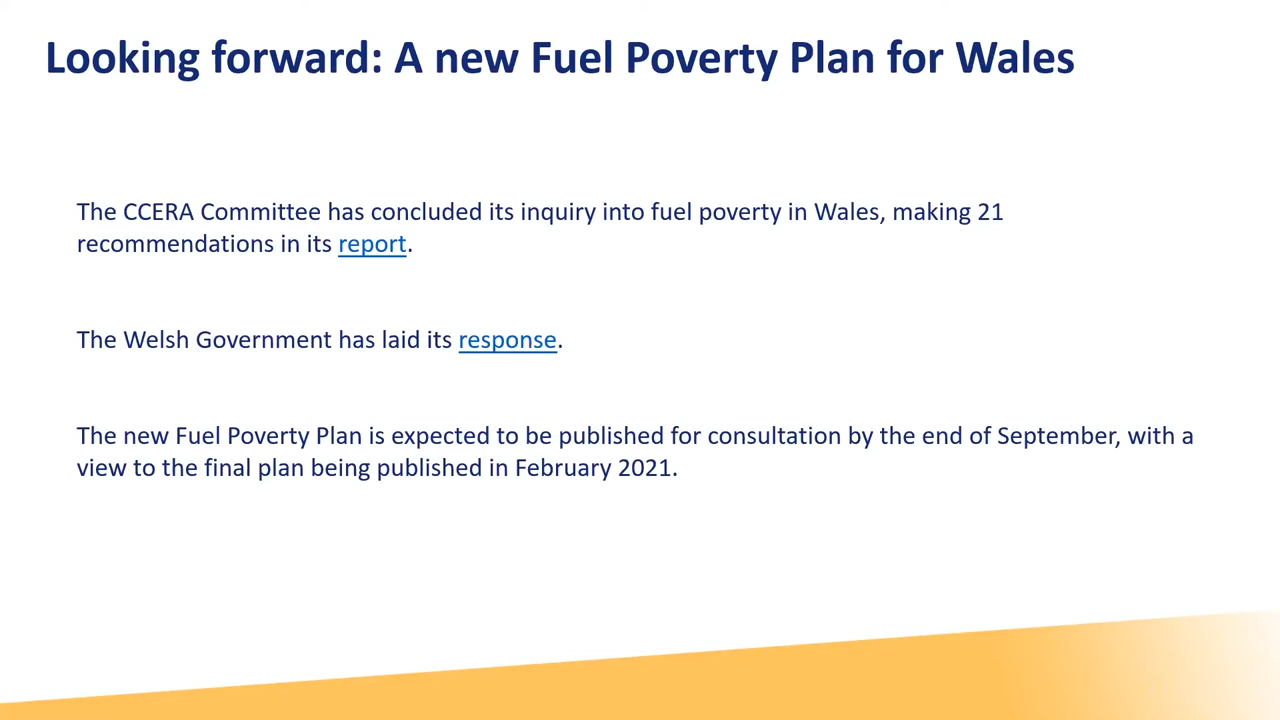 Looking forward: A new Fuel Poverty Plan for Wales
The CCERA Committee has concluded its inquiry into fuel poverty in Wales, making 21
recommendations in its report.
The Welsh Government has laid its response.
The new Fuel Poverty Plan is expected to be published for consultation by the end of September, with a
view to the final plan being published in February 2021.